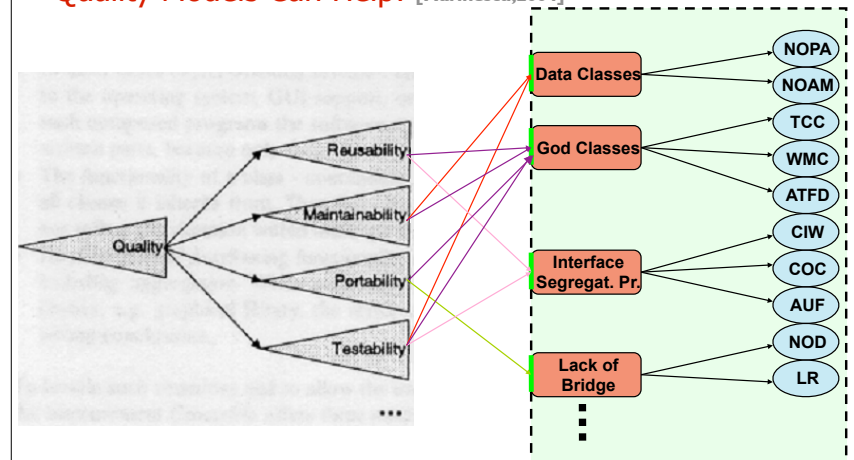 Quality Models Can Help!
Data Classes
God Classes
Interface
Segregat. Pr.
Lack of
Bridge
NOPA
NOAM
TCC
WMC
ATFD
CIW
COC
AUF
NOD
LR
Quality
Reusability
Maintainability
Portability
Testability
...